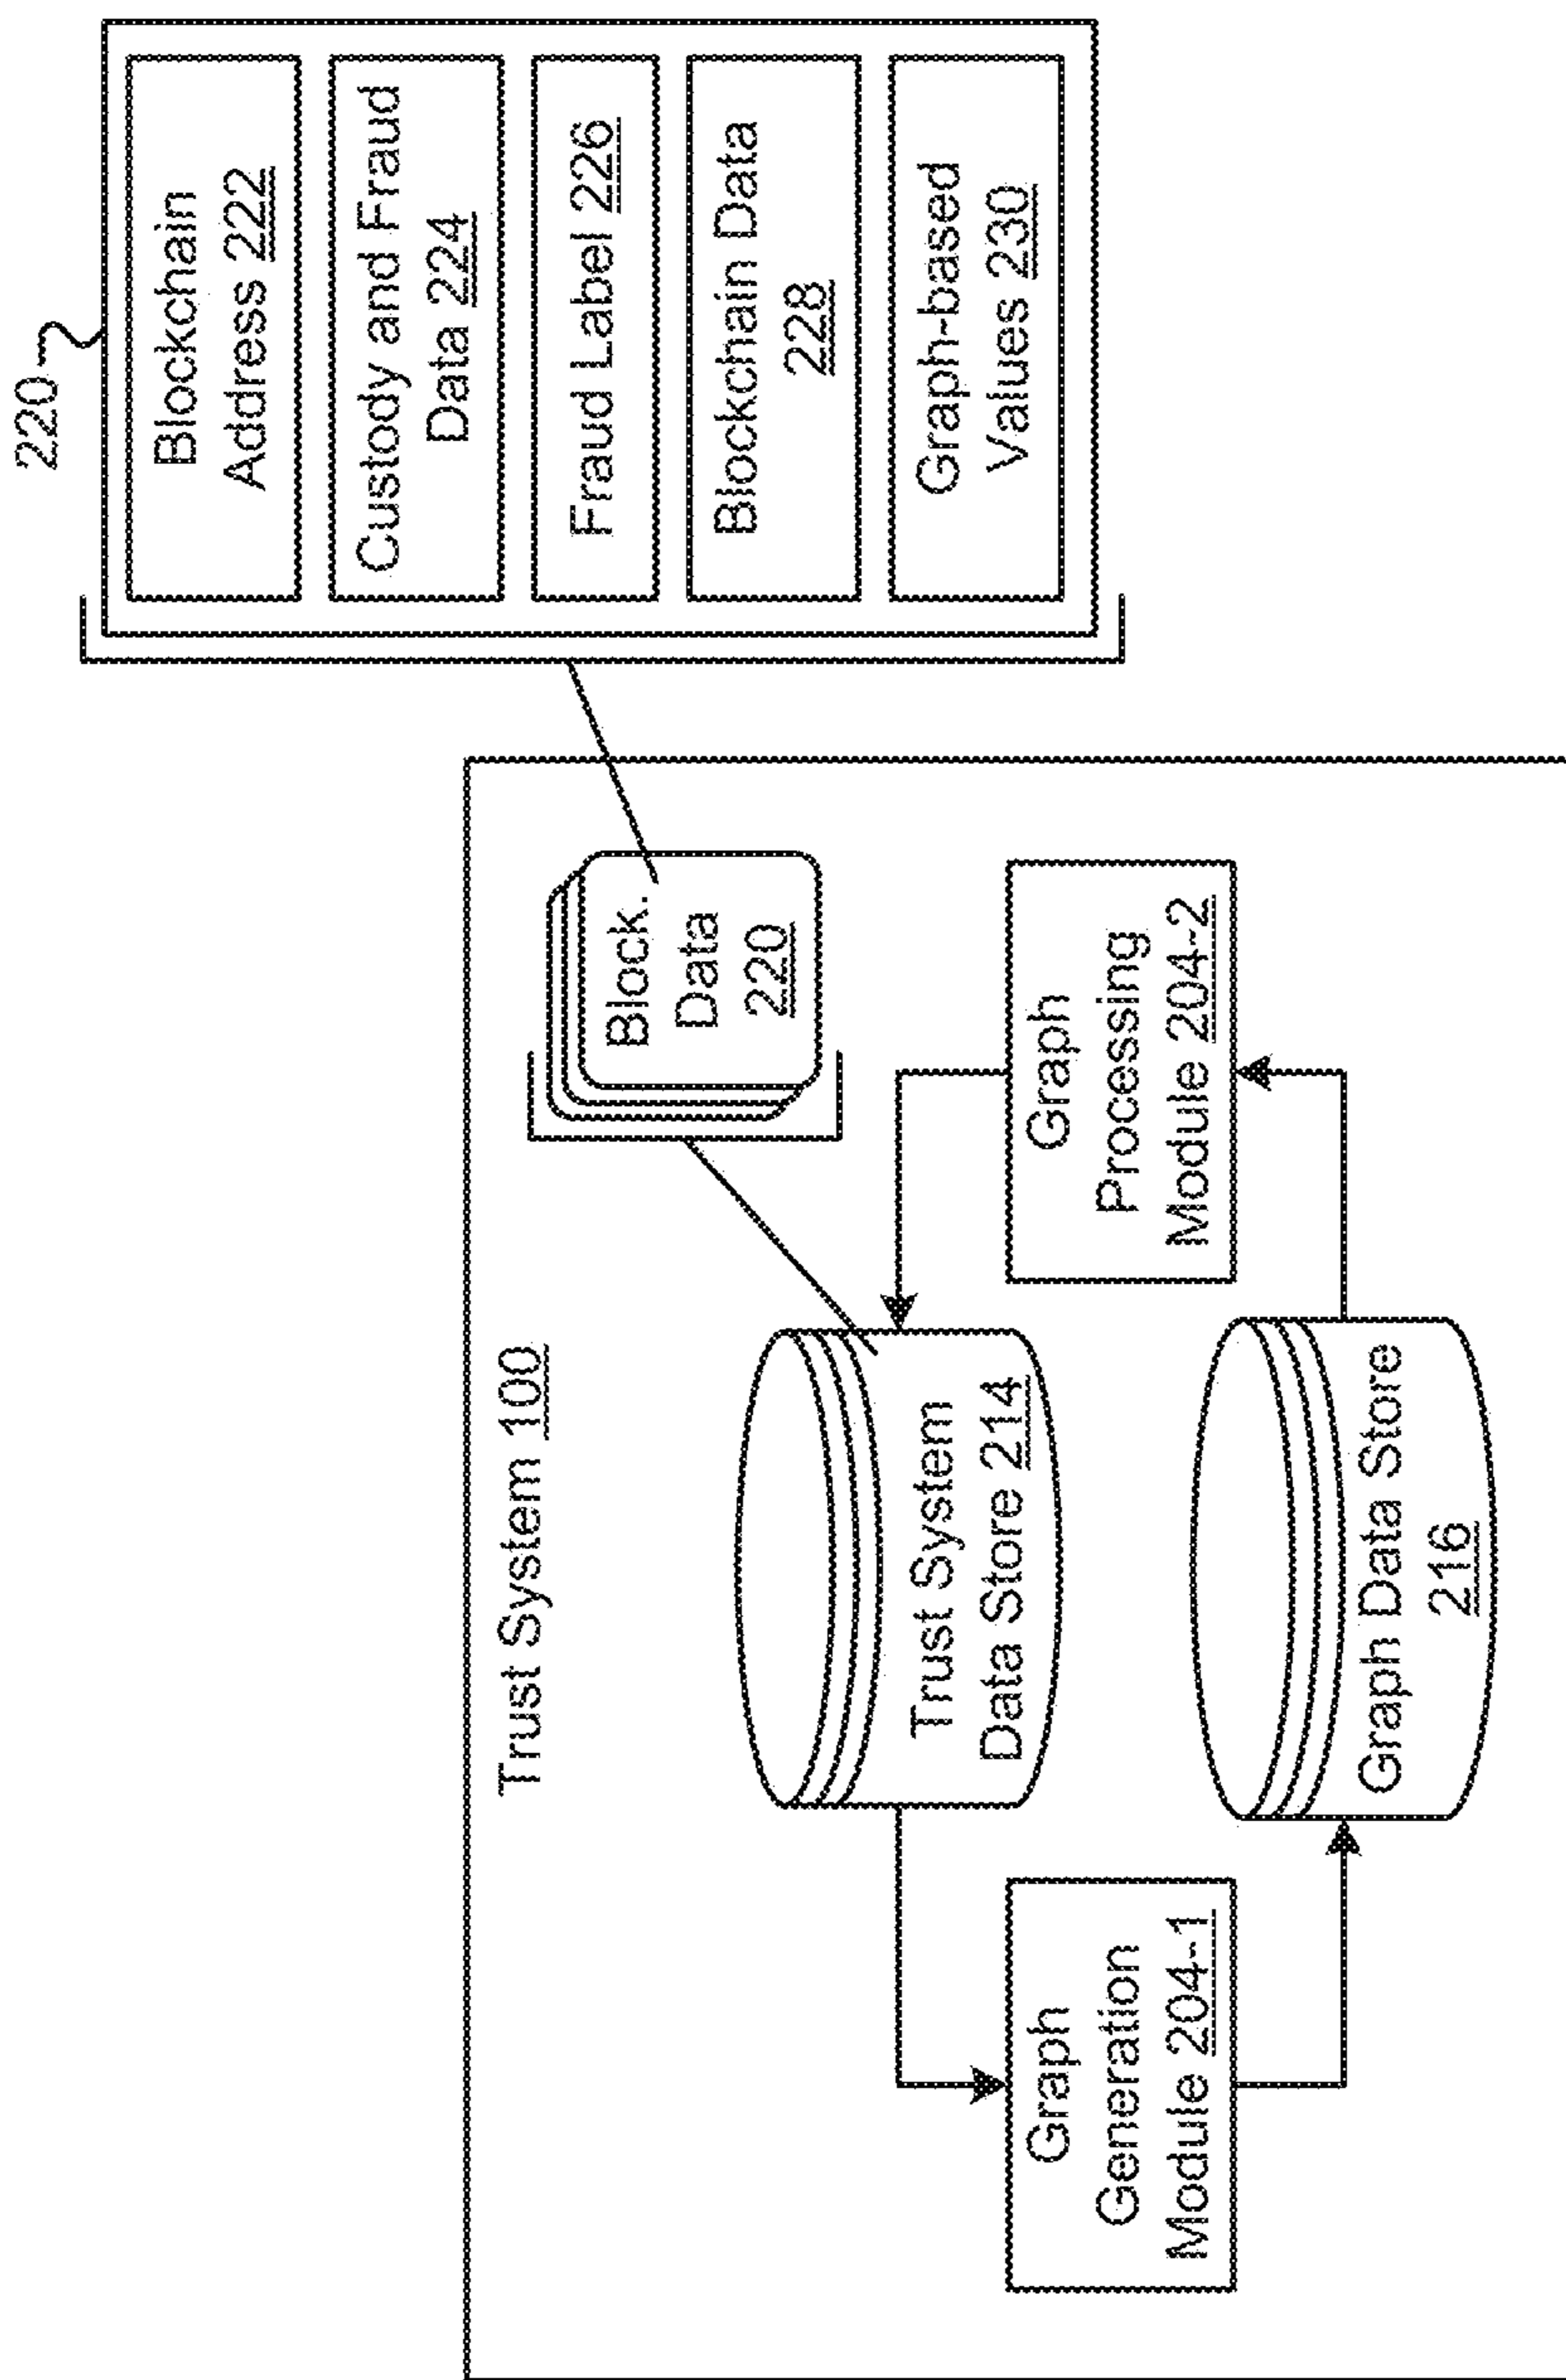 220
Blockchain
Address 222
Custody and Fraud
Data 224
Fraud Label 226
Blockchain Data
228
Graph-based
Values 230
Trust System 100
Block.
Data
220
Trust System
Data Store 214
Graph
Generation
Module 204-1
Graph
Processing
Module 204-2
Graph Data Store
216